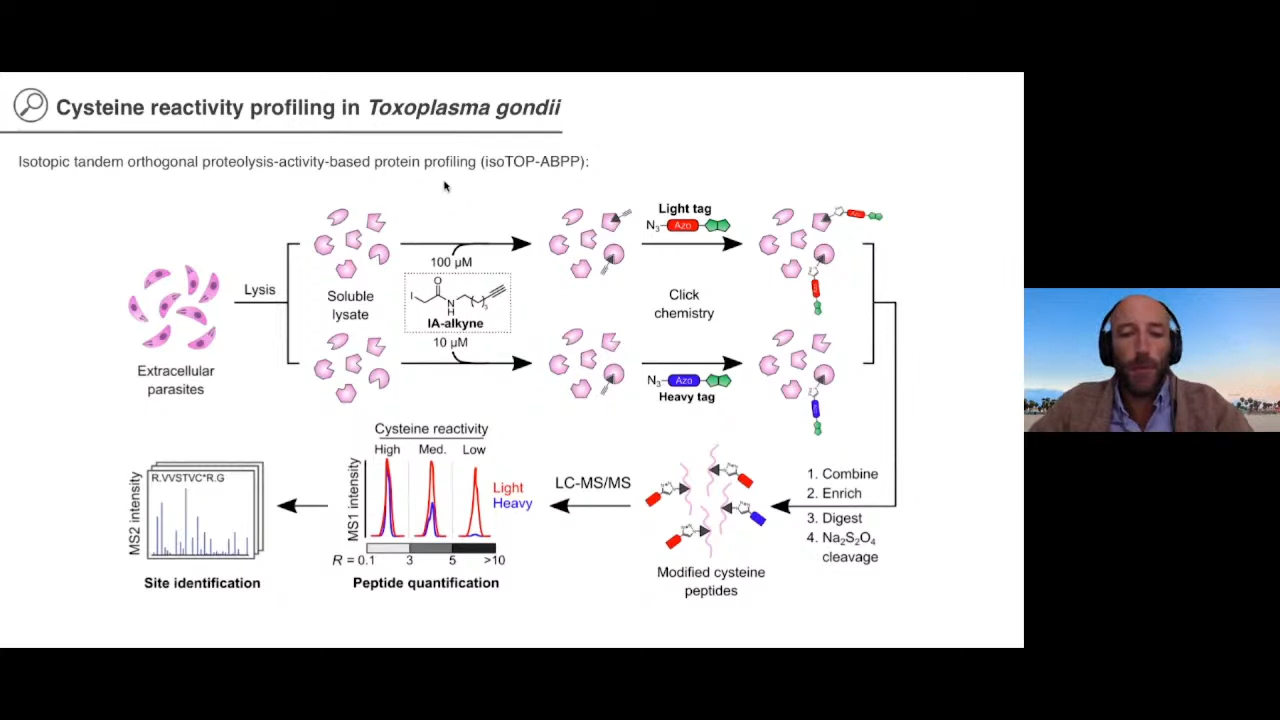 Cysteine reactivity profiling in Toxoplasma gondii
Isotopic tandem orthogonal proteolysis-activity-based protein profiling (isoTOP-ABPP):
Extracellular
parasites
Lysis
Soluble
lysate
100 µM
I
O
N
H
3
IA-alkyne
10 µM
Light tag
N3 Azo
Click
chemistry
N3 Azo
Heavy tag
1. Combine
2. Enrich
3. Digest
4. Na2S2O4
cleavage
Modified cysteine
peptides
LC-MS/MS
Cysteine reactivity
High Med. Low
MS1 intensity
Light
Heavy
R = 0.1 3 5 >10
Peptide quantification
R.VVSTVC*R.G
MS2 intensity
Site identification